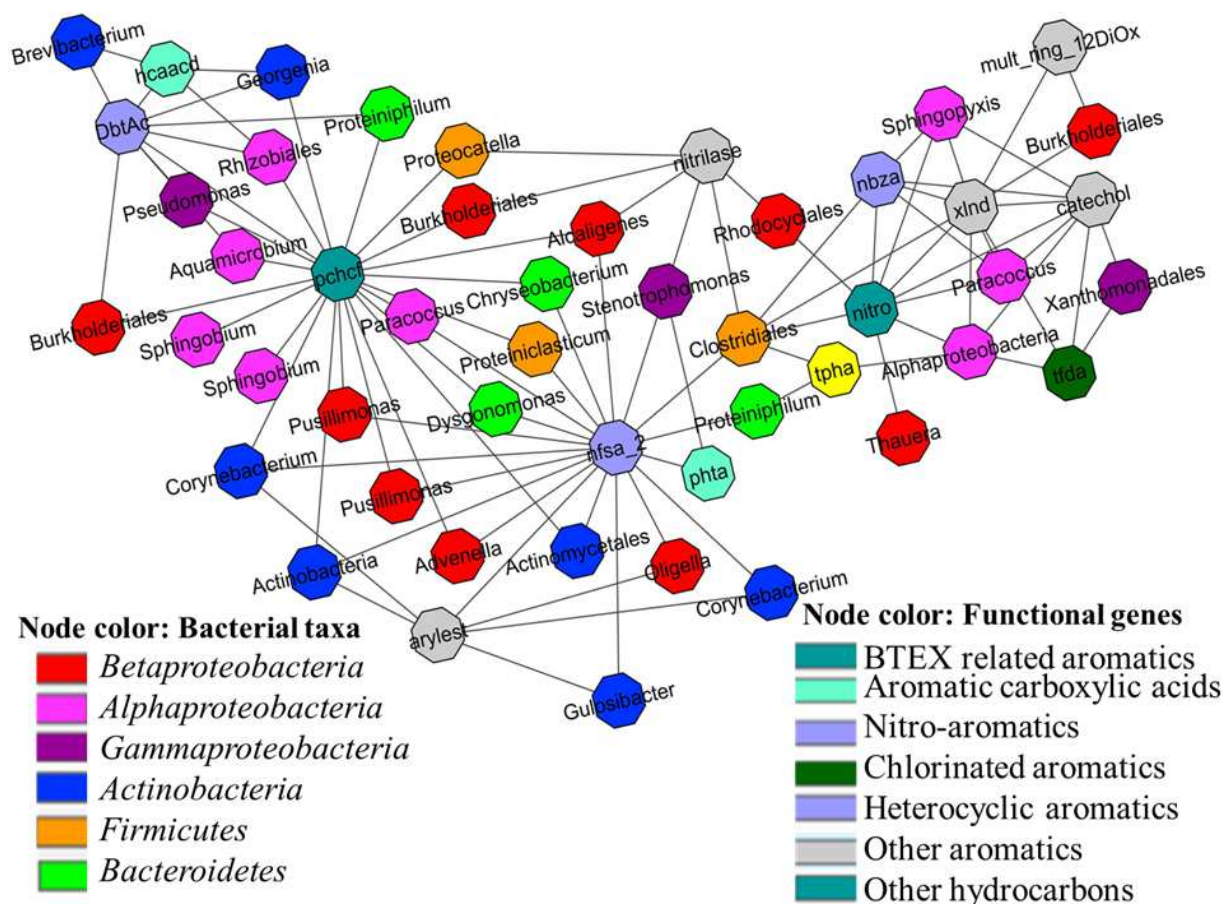 Brevibacterium
hcaacd
Georgenia
mult_ring_12DiOx
DbtAc
Proteiniphilum
Sphingopyxis
Burkholderiales
Rhizobiales
Proteocatella
nitrilase
nbza
Pseudomonas
Burkholderiales
Alcaligenes
Rhodocyclales
xlnd
catechol
Aquamicrobium
pchcf
Chryseobacterium
Stenotrophomonas
Paracoccus
Xanthomonadales
Burkholderiales
Sphingobium
Paracoccus
Proteiniclasticum
Clostridiales
nitro
Alphaproteobacteria
Sphingobium
tpha
tfda
Pusillimonas
Dysgonomonas
Proteiniphilum
Thauera
Corynebacterium
nfsa_2
phta
Pusillimonas
Actinobacteria
Advenella
Actinomycetales
Oligella
Corynebacterium
arylest
Gulosibacter
Node color: Bacterial taxa
Betaproteobacteria
Alphaproteobacteria
Gammaproteobacteria
Actinobacteria
Firmicutes
Bacteroidetes
Node color: Functional genes
BTEX related aromatics
Aromatic carboxylic acids
Nitro-aromatics
Chlorinated aromatics
Heterocyclic aromatics
Other aromatics
Other hydrocarbons